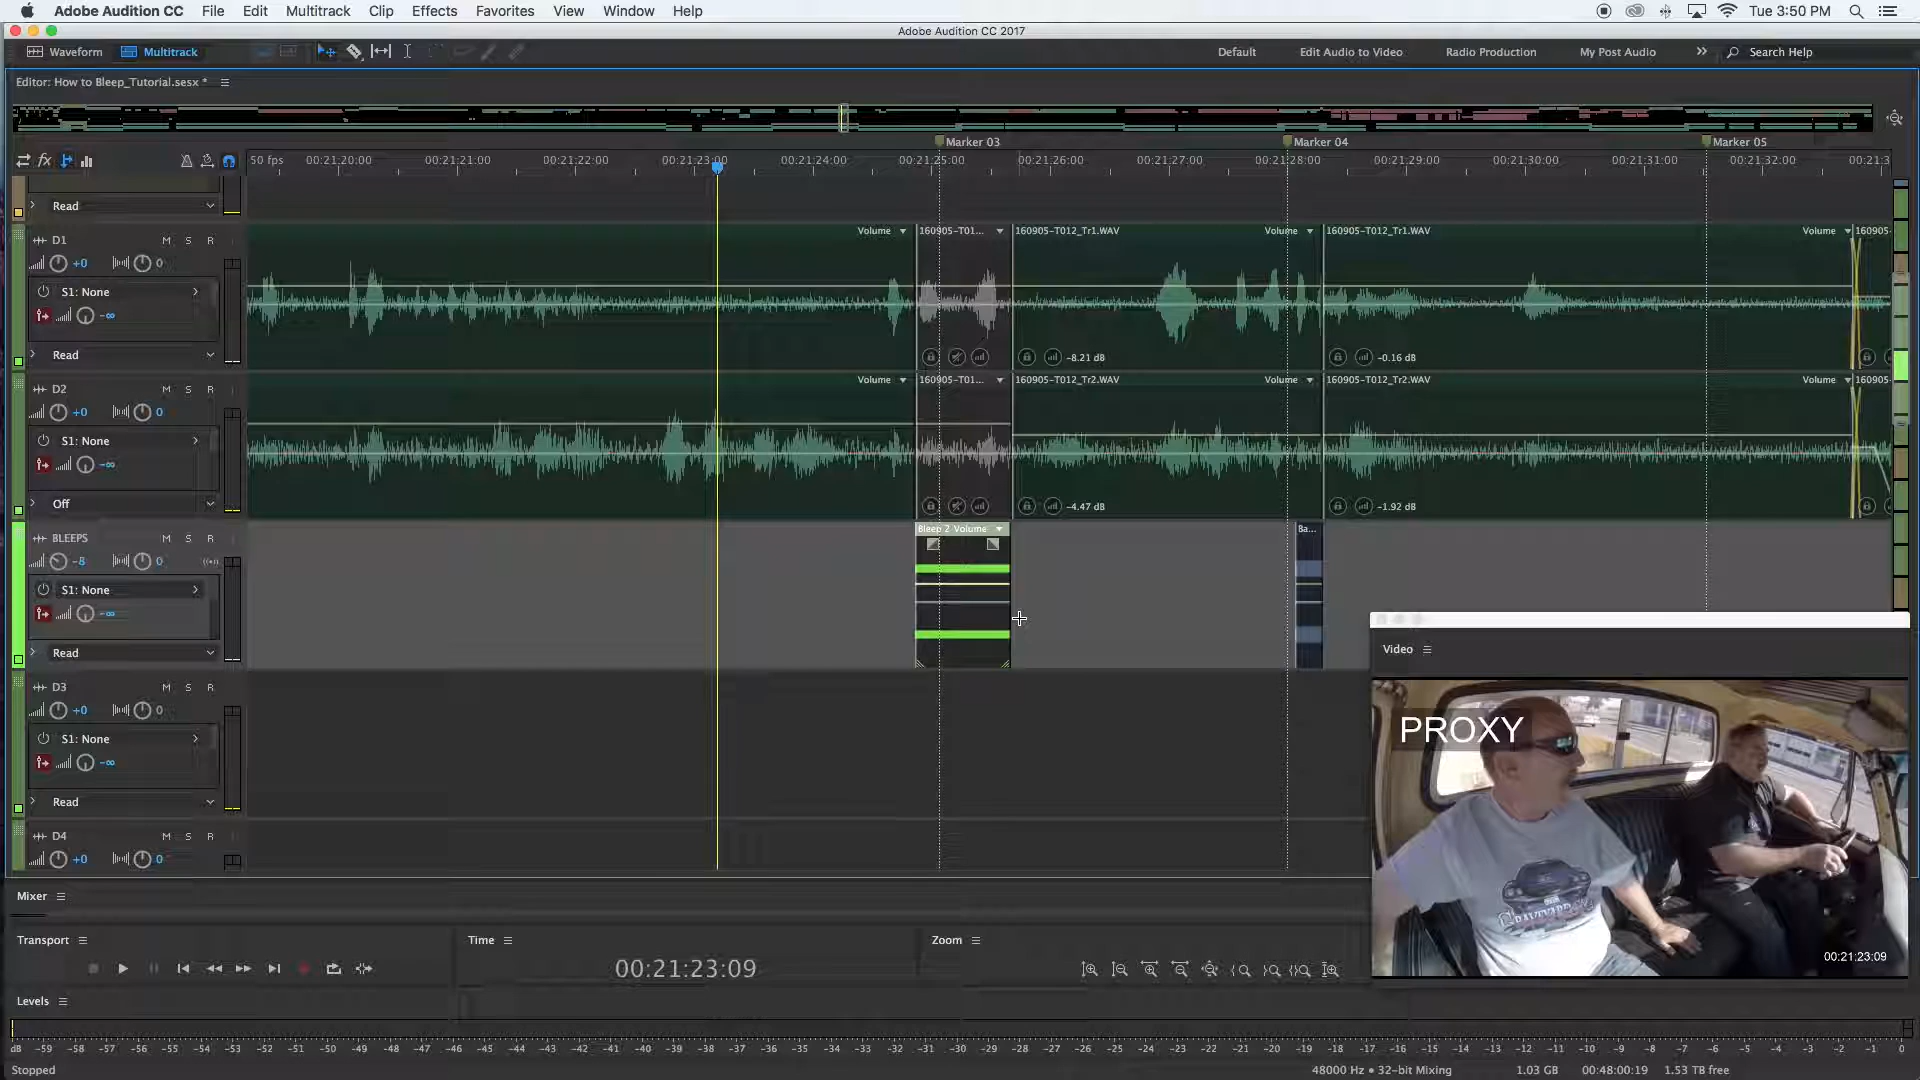 Adobe Audition CC File Edit Multitrack Clip Effects Favorites View Window Help Tue 3:50 PM
Adobe Audition CC 2017
Waveform Multitrack Default Edit Audio to Video Radio Production My Post Audio Search Help
Editor: How to Bleep_Tutorial.sesx *
Marker 03 Marker 04 Marker 05
50 fps 00:21:20:00 00:21:21:00 00:21:22:00 00:21:23:00 00:21:24:00 00:21:25:00 00:21:26:00 00:21:27:00 00:21:28:00 00:21:29:00 00:21:30:00 00:21:31:00 00:21:32:00 00:21:3
Read
D1 M S R Volume 160905-T01... 160905-T012_Tr1.WAV Volume 160905-T012_Tr1.WAV Volume 160905-
+0 0
S1: None
-∞
Read -8.21 dB -0.16 dB
D2 M S R Volume 160905-T01... 160905-T012_Tr2.WAV Volume 160905-T012_Tr2.WAV Volume 160905-
+0 0
S1: None
-∞
Off -4.47 dB -1.92 dB
BLEEPS M S R Bleep 2 Volume Ba...
-8 0
S1: None
-∞
Read
D3 M S R
+0 0
S1: None
-∞
Read
D4 M S R
+0 0
Video
PROXY
00:21:23:09
Mixer
Transport Time Zoom
00:21:23:09
Levels
dB -59 -58 -57 -56 -55 -54 -53 -52 -51 -50 -49 -48 -47 -46 -45 -44 -43 -42 -41 -40 -39 -38 -37 -36 -35 -34 -33 -32 -31 -30 -29 -28 -27 -26 -25 -24 -23 -22 -21 -20 -19 -18 -17 -16 -15 -14 -13 -12 -11 -10 -9 -8 -7 -6 -5 -4 -3 -2 -1 0
Stopped 48000 Hz • 32-bit Mixing 1.03 GB 00:48:00:19 1.53 TB free